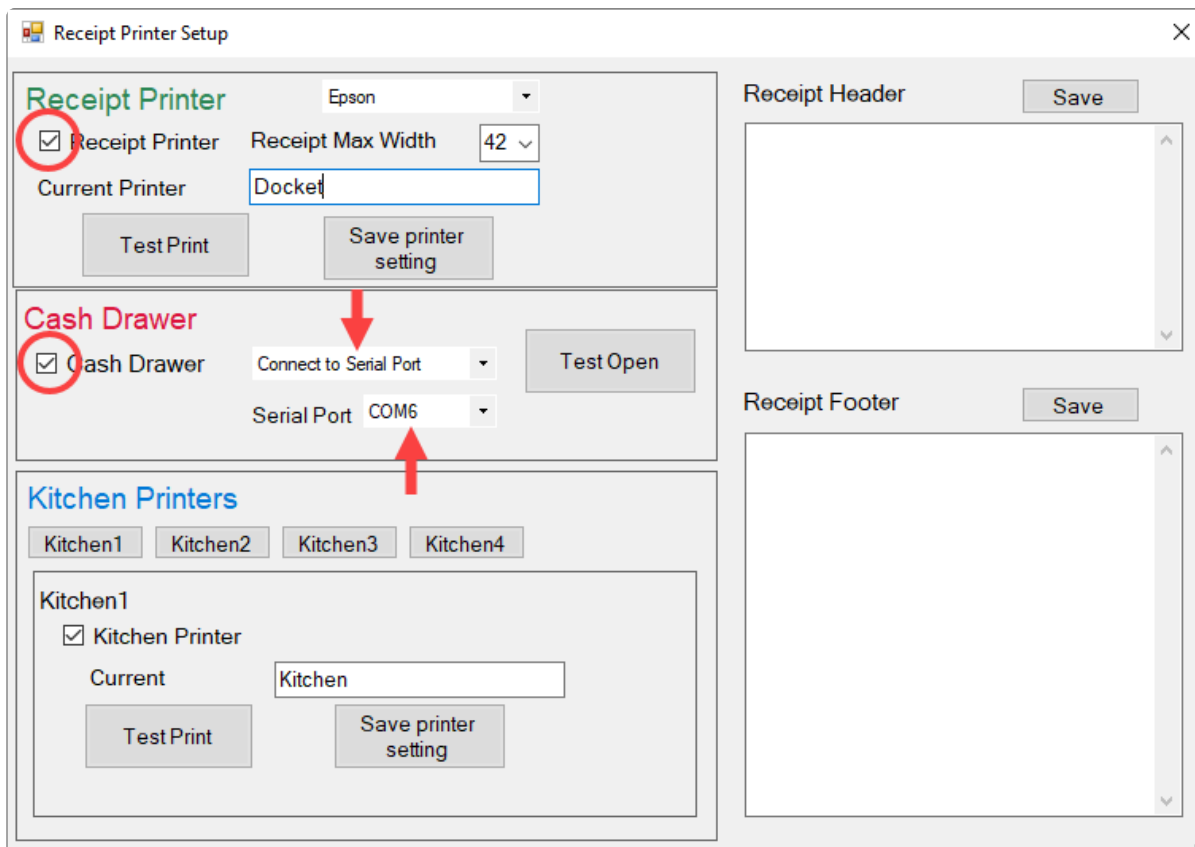 Receipt Printer Setup
Receipt Printer Epson
Receipt Printer Receipt Max Width 42
Current Printer Docket
Test Print Save printer
setting
Cash Drawer
Cash Drawer Connect to Serial Port Test Open
Serial Port COM6
Kitchen Printers
Kitchen1 Kitchen2 Kitchen3 Kitchen4
Kitchen1
Kitchen Printer
Current Kitchen
Test Print Save printer
setting
Receipt Header Save
Receipt Footer Save